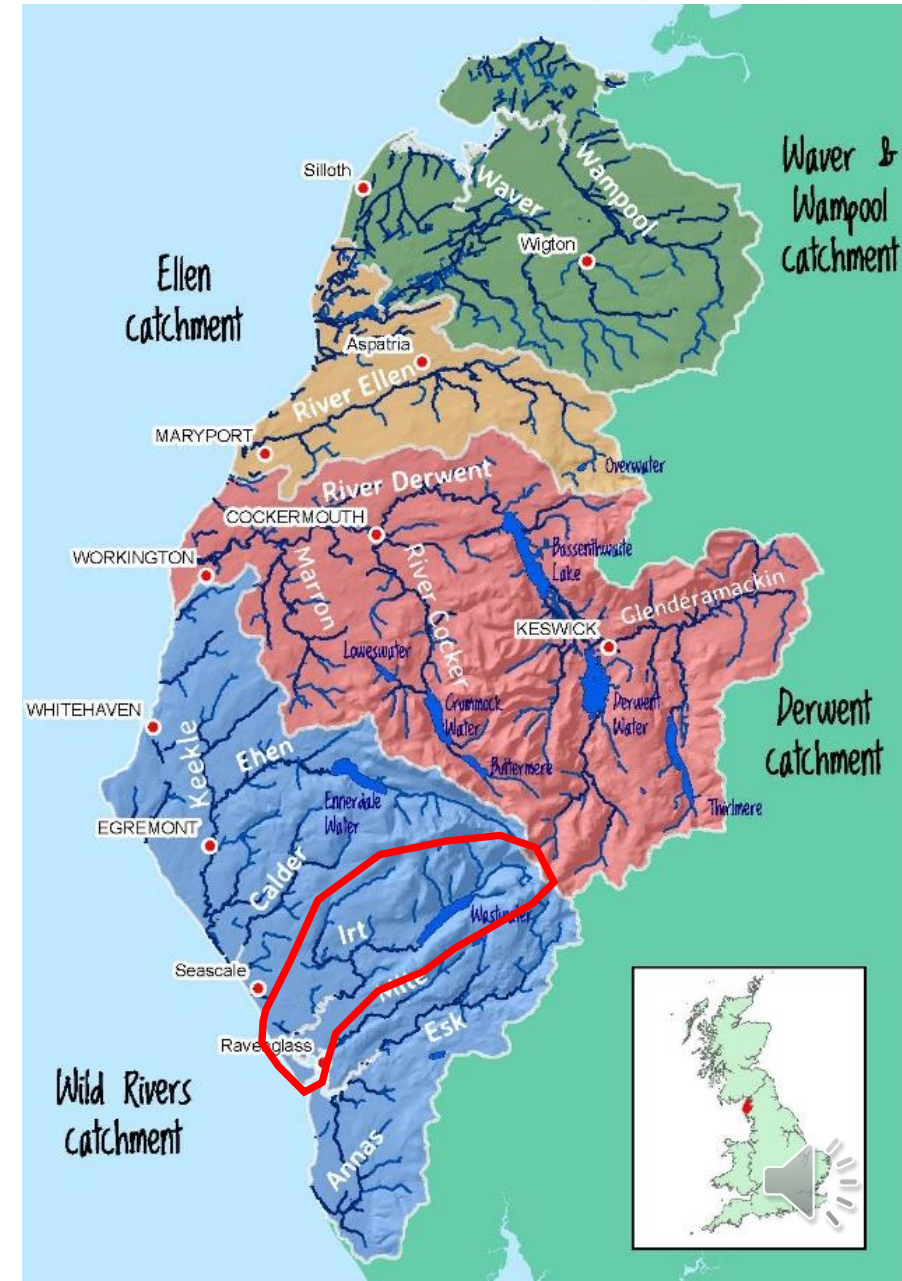 Silloth
Waver
Wampool
Waver &
Wampool
catchment
Wigton
Ellen
catchment
Aspatria
River Ellen
MARYPORT
Overwater
River Derwent
COCKERMOUTH
Bassenthwaite
Lake
WORKINGTON
Marron
River Cocker
Glenderamackin
KESWICK
Loweswater
Crummock
Water
Derwent
Water
Derwent
catchment
WHITEHAVEN
Keekle
Ehen
Buttermere
Ennerdale
Water
Thirlmere
EGREMONT
Calder
Irt
Wastwater
Seascale
Mite
Esk
Ravenglass
Wild Rivers
catchment
Annas